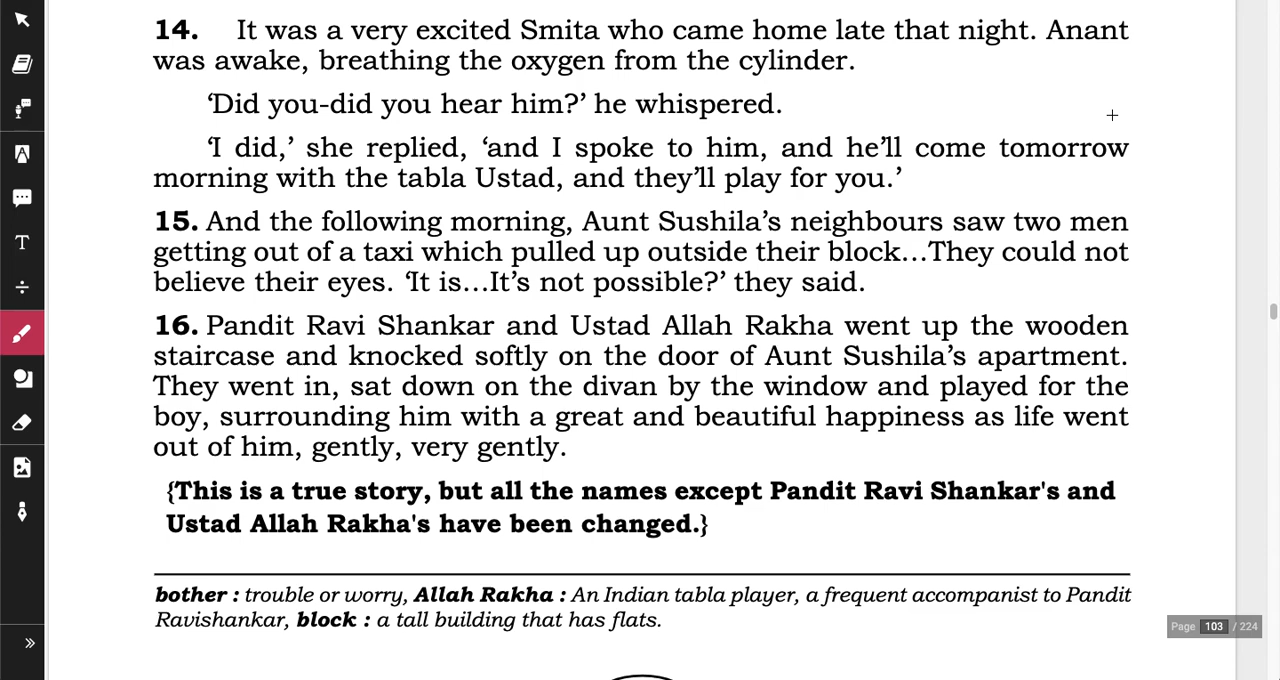 14. It was a very excited Smita who came home late that night. Anant
was awake, breathing the oxygen from the cylinder.
‘Did you-did you hear him?’ he whispered.
‘I did,’ she replied, ‘and I spoke to him, and he’ll come tomorrow
morning with the tabla Ustad, and they’ll play for you.’
15. And the following morning, Aunt Sushila’s neighbours saw two men
getting out of a taxi which pulled up outside their block...They could not
believe their eyes. ‘It is...It’s not possible?’ they said.
16. Pandit Ravi Shankar and Ustad Allah Rakha went up the wooden
staircase and knocked softly on the door of Aunt Sushila’s apartment.
They went in, sat down on the divan by the window and played for the
boy, surrounding him with a great and beautiful happiness as life went
out of him, gently, very gently.
{This is a true story, but all the names except Pandit Ravi Shankar's and
Ustad Allah Rakha's have been changed.}
bother : trouble or worry, Allah Rakha : An Indian tabla player, a frequent accompanist to Pandit
Ravishankar, block : a tall building that has flats.
Page 103 / 224